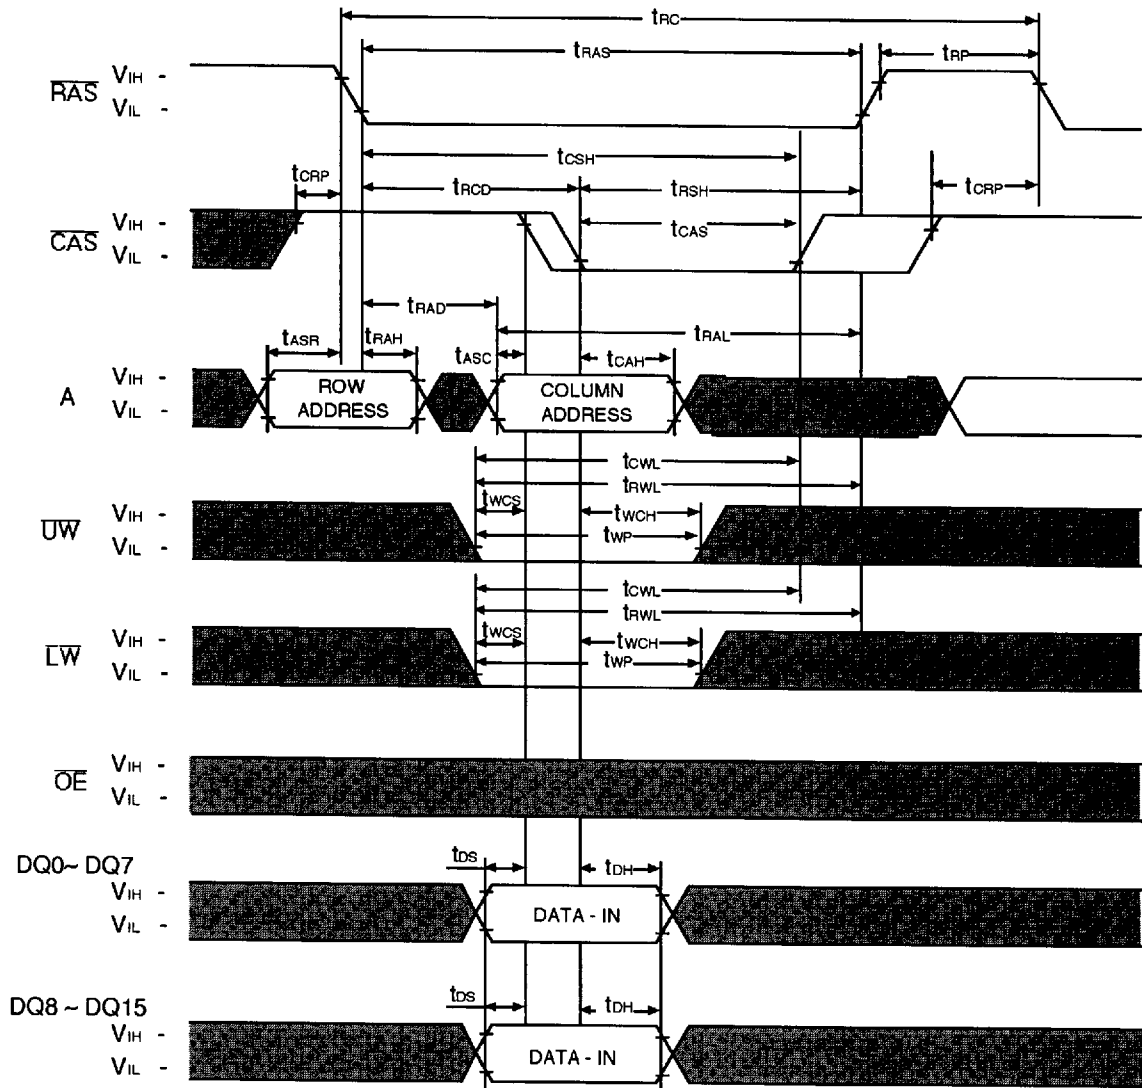 tRC
tRAS
tRP
RAS
VIH -
VIL -
tCSH
tCRP
tRCD
tRSH
tCRP
CAS
VIH -
VIL -
tCAS
tRAD
tRAL
tASR
tRAH
tASC
tCAH
A
VIH -
VIL -
ROW
ADDRESS
COLUMN
ADDRESS
tCWL
tRWL
UW
VIH -
VIL -
tWCS
tWCH
tWP
tCWL
tRWL
LW
VIH -
VIL -
tWCS
tWCH
tWP
OE
VIH -
VIL -
DQ0~ DQ7
tDS
tDH
VIH -
VIL -
DATA - IN
DQ8 ~ DQ15
tDS
tDH
VIH -
VIL -
DATA - IN